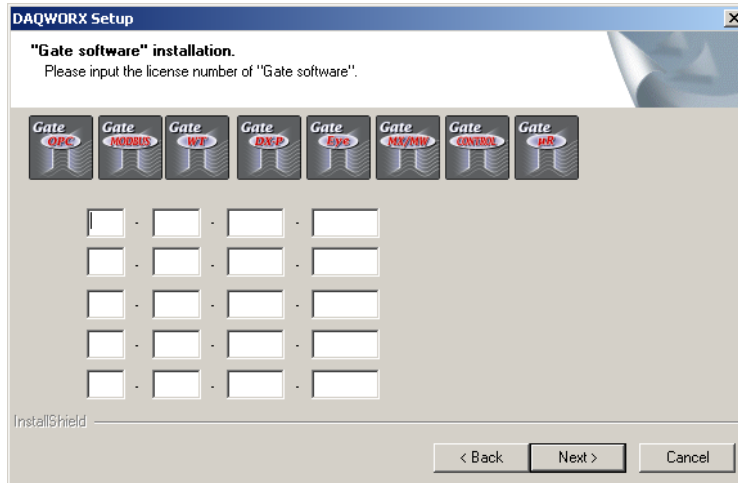 DAQWORX Setup
"Gate software" installation.
Please input the license number of "Gate software".
Gate OPC
Gate MODBUS
Gate WT
Gate DX-P
Gate Eye
Gate MX/MW
Gate CONTROL
Gate µR
- - -
- - -
- - -
- - -
- - -
InstallShield
< Back Next > Cancel